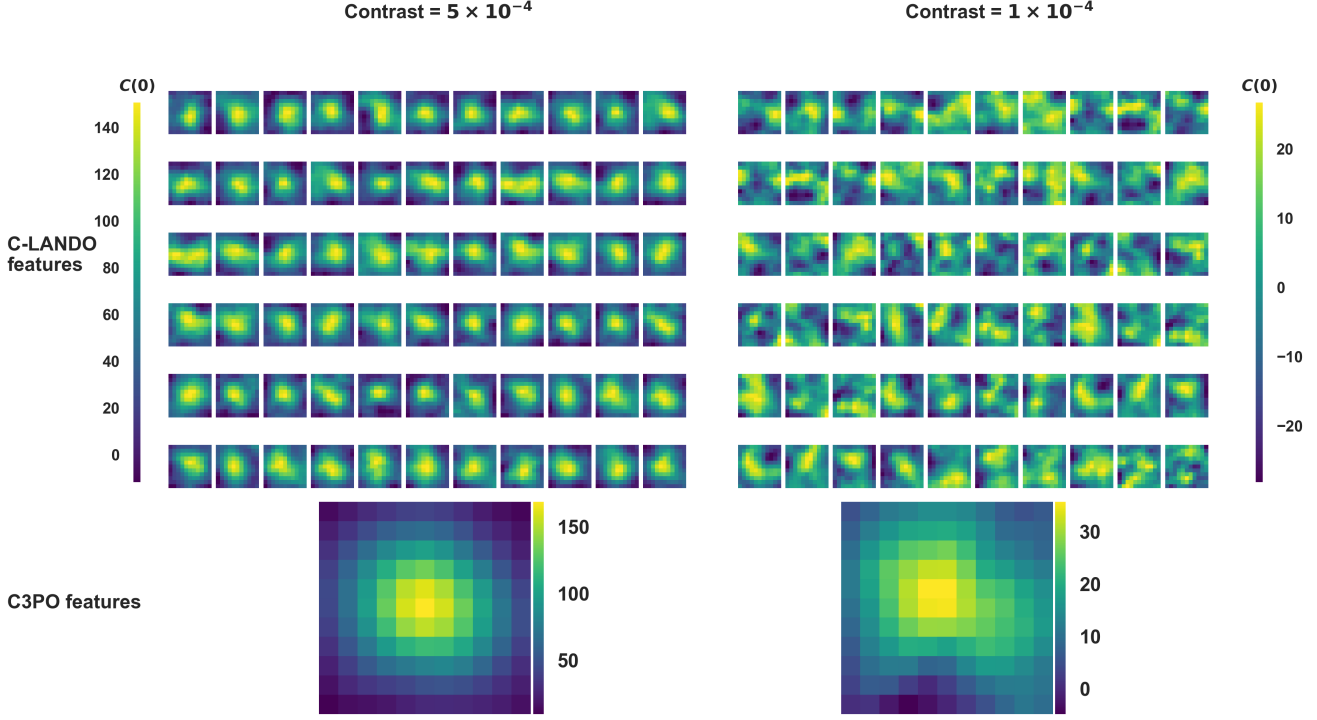 Contrast = 5 × 10⁻⁴
Contrast = 1 × 10⁻⁴
C(0)
140
120
100
80
60
40
20
0
C-LANDO
features
C(0)
20
10
0
−10
−20
C3PO features
150
100
50
30
20
10
0